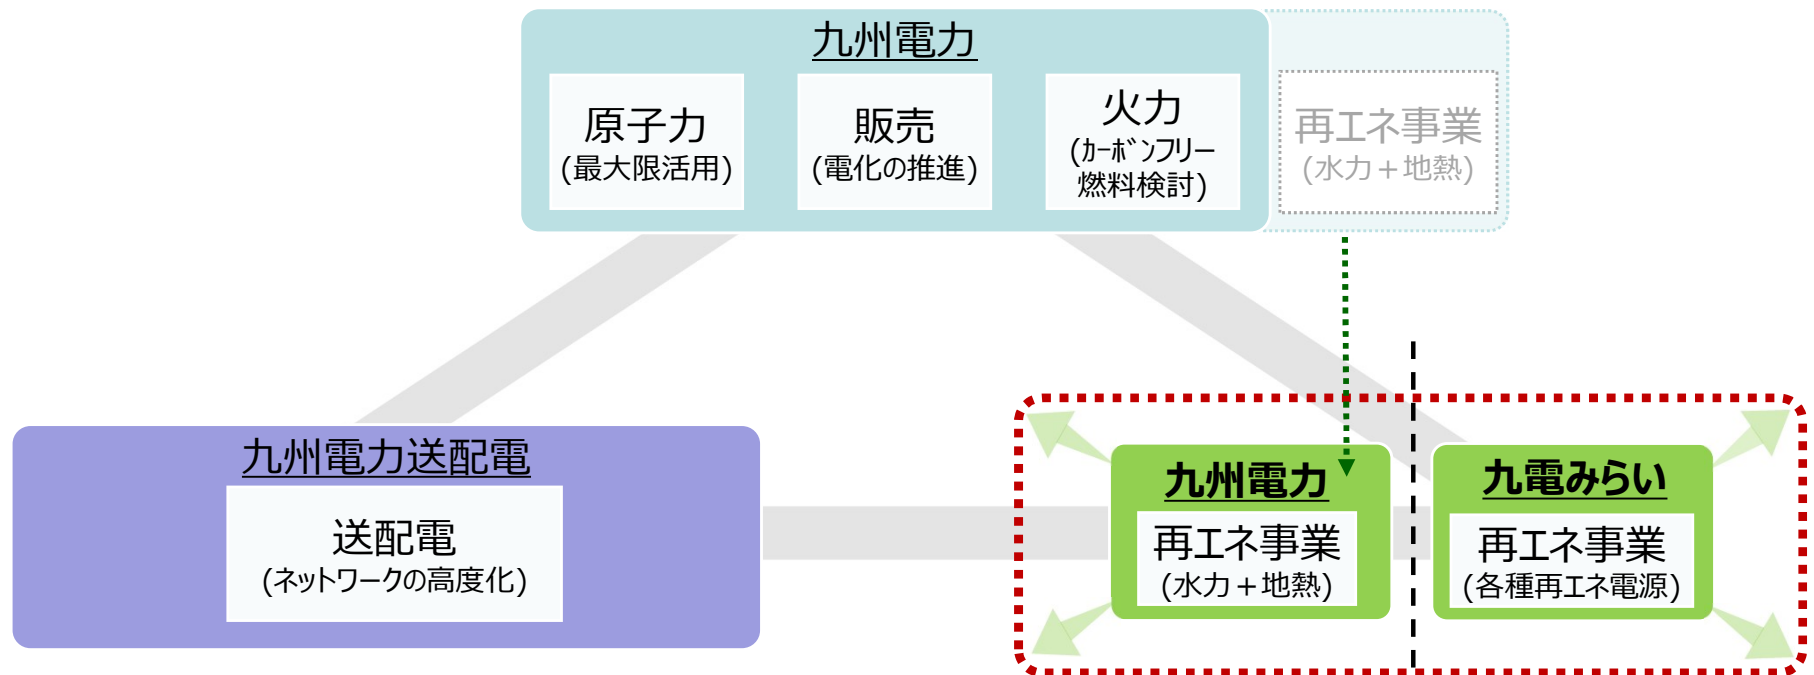 九州電力
原子力
(最大限活用)
販売
(電化の推進)
火力
(ｶｰﾎﾞﾝﾌﾘｰ
燃料検討)
再エネ事業
(水力＋地熱)
九州電力送配電
送配電
(ネットワークの高度化)
九州電力
再エネ事業
(水力＋地熱)
九電みらい
再エネ事業
(各種再エネ電源)